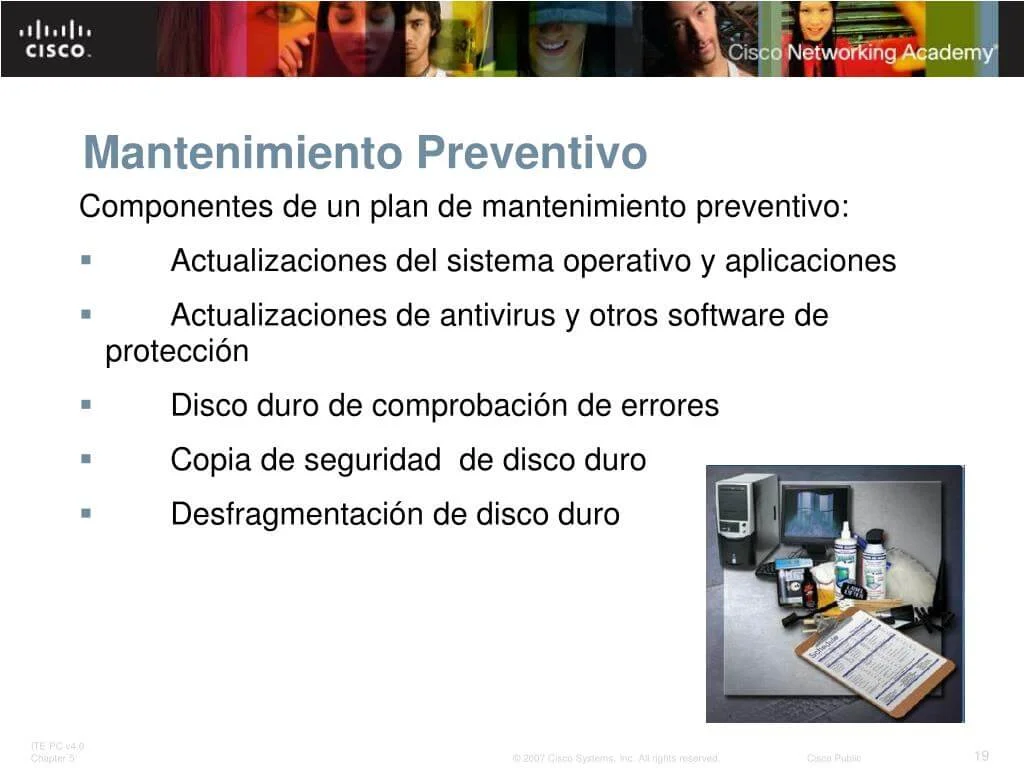 CISCO
Cisco Networking Academy
Mantenimiento Preventivo
Componentes de un plan de mantenimiento preventivo:
Actualizaciones del sistema operativo y aplicaciones
Actualizaciones de antivirus y otros software de
protección
Disco duro de comprobación de errores
Copia de seguridad de disco duro
Desfragmentación de disco duro
Schedule
ITE PC v4.0
Chapter 5
© 2007 Cisco Systems, Inc. All rights reserved.
Cisco Public
19